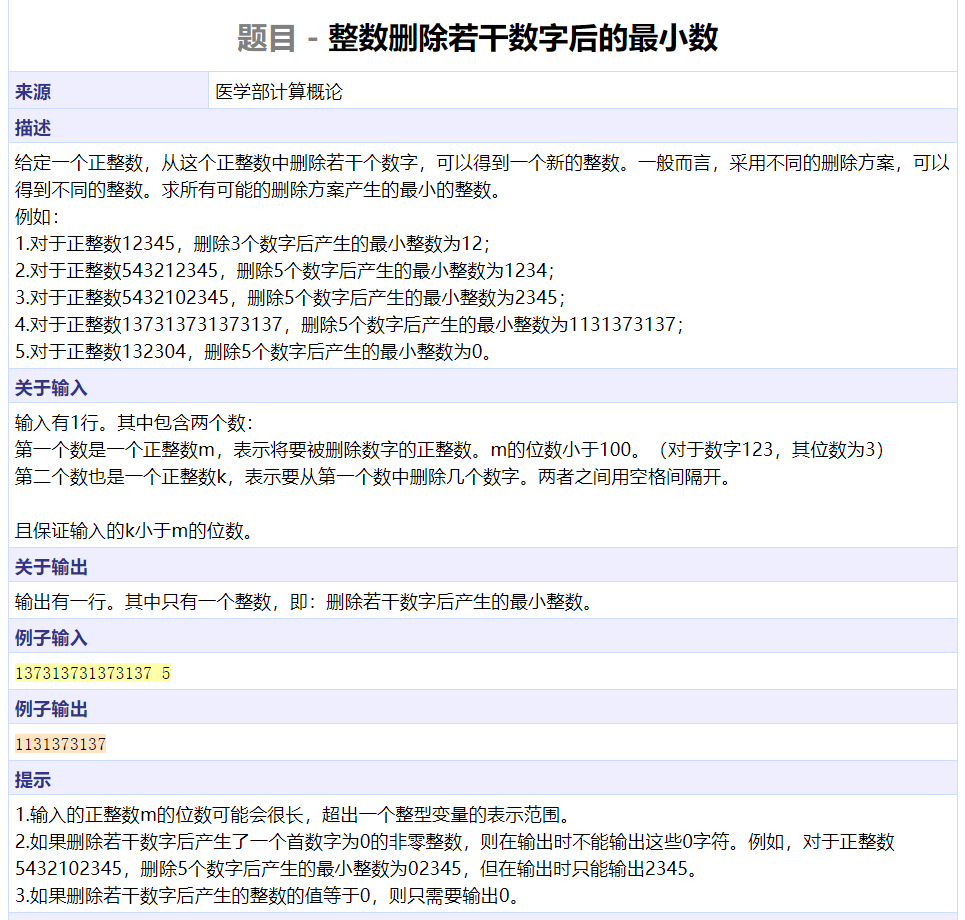 题目 - 整数删除若干数字后的最小数
来源 医学部计算概论
描述
给定一个正整数，从这个正整数中删除若干个数字，可以得到一个新的整数。一般而言，采用不同的删除方案，可以
得到不同的整数。求所有可能的删除方案产生的最小的整数。
例如：
1.对于正整数12345，删除3个数字后产生的最小整数为12；
2.对于正整数543212345，删除5个数字后产生的最小整数为1234；
3.对于正整数5432102345，删除5个数字后产生的最小整数为2345；
4.对于正整数137313731373137，删除5个数字后产生的最小整数为1131373137；
5.对于正整数132304，删除5个数字后产生的最小整数为0。
关于输入
输入有1行。其中包含两个数：
第一个数是一个正整数m，表示将要被删除数字的正整数。m的位数小于100。（对于数字123，其位数为3）
第二个数也是一个正整数k，表示要从第一个数中删除几个数字。两者之间用空格间隔开。
且保证输入的k小于m的位数。
关于输出
输出有一行。其中只有一个整数，即：删除若干数字后产生的最小整数。
例子输入
137313731373137 5
例子输出
1131373137
提示
1.输入的正整数m的位数可能会很长，超出一个整型变量的表示范围。
2.如果删除若干数字后产生了一个首数字为0的非零整数，则在输出时不能输出这些0字符。例如，对于正整数
5432102345，删除5个数字后产生的最小整数为02345，但在输出时只能输出2345。
3.如果删除若干数字后产生的整数的值等于0，则只需要输出0。